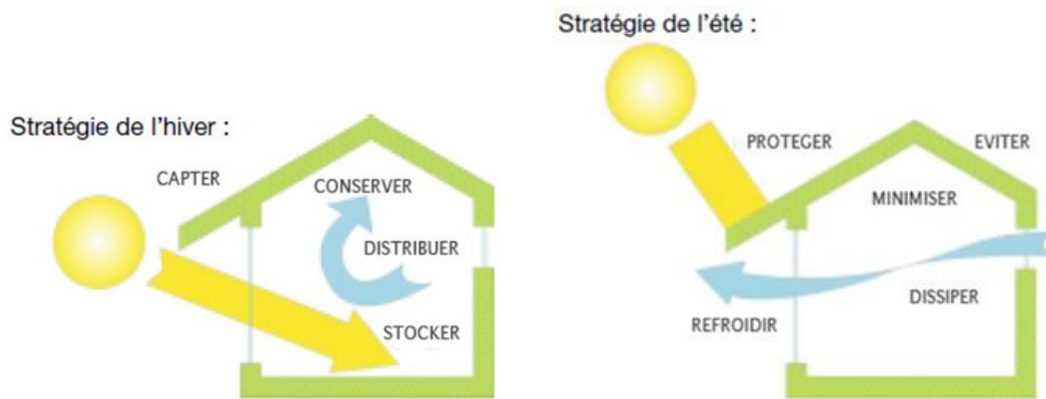 Stratégie de l'hiver :
CAPTER
CONSERVER
DISTRIBUER
STOCKER
Stratégie de l'été :
PROTEGER
EVITER
MINIMISER
DISSIPER
REFROIDIR